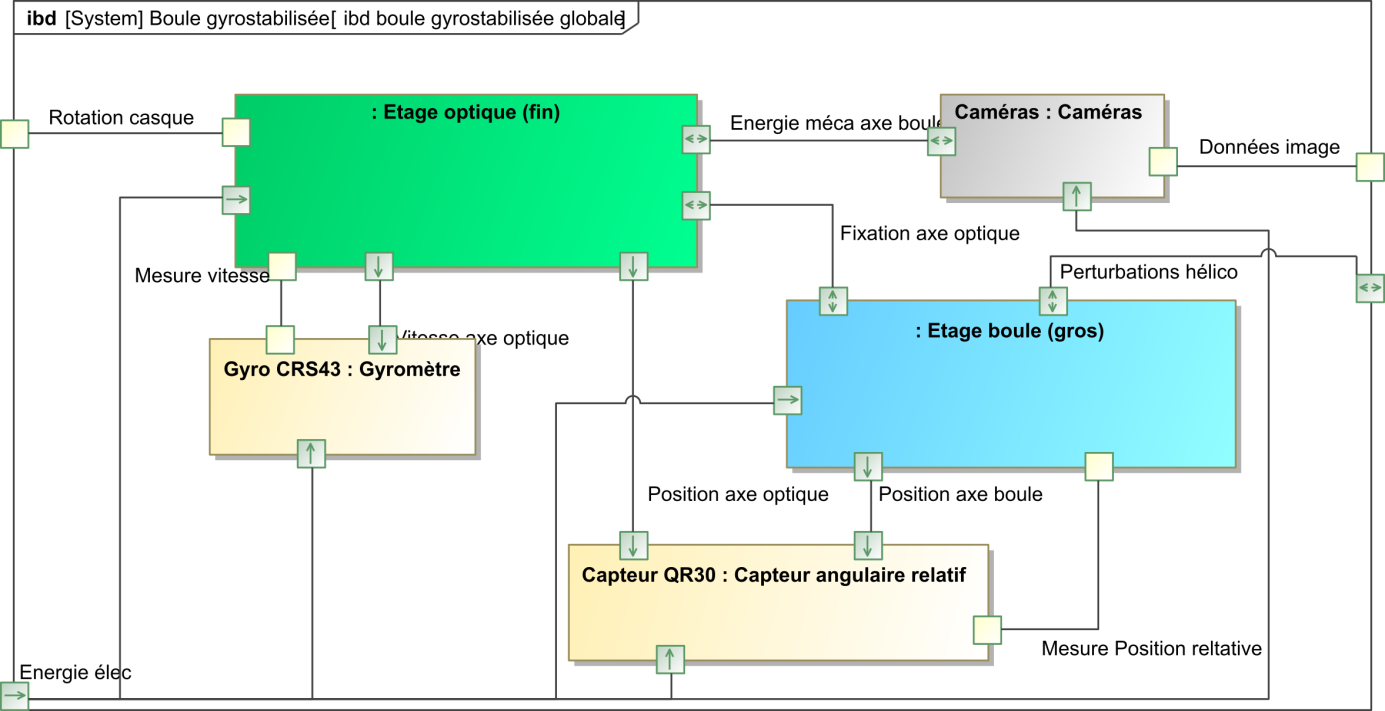 ibd [System] Boule gyrostabilisée[ ibd boule gyrostabilisée globale]
Rotation casque
: Etage optique (fin)
Energie méca axe boule
Caméras : Caméras
Données image
Fixation axe optique
Mesure vitesse
Perturbations hélico
Vitesse axe optique
: Etage boule (gros)
Gyro CRS43 : Gyromètre
Position axe optique
Position axe boule
Capteur QR30 : Capteur angulaire relatif
Mesure Position reltative
Energie élec